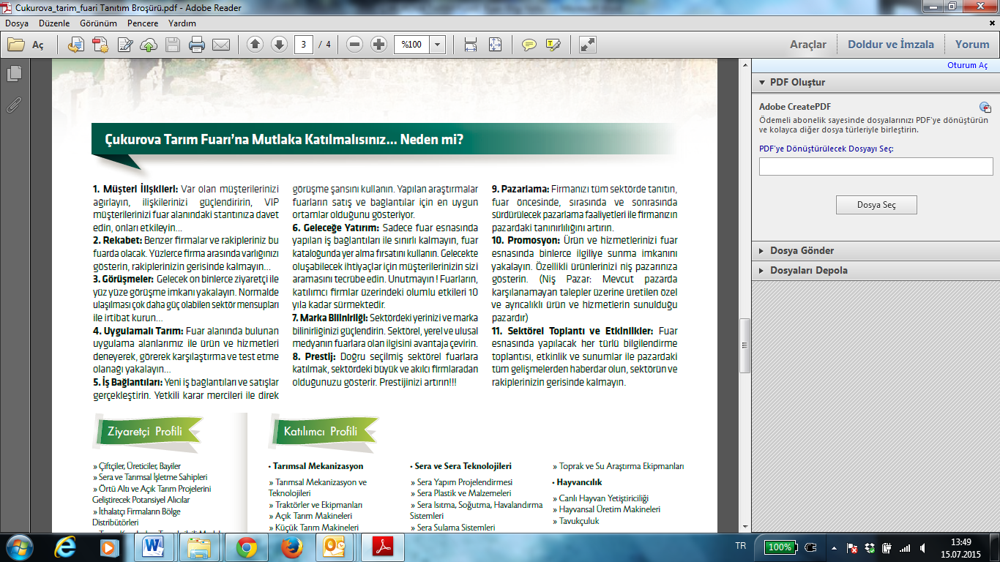 Cukurova_tarim_fuari Tanıtım Broşürü.pdf - Adobe Reader
Dosya Düzenle Görünüm Pencere Yardım
Aç 3 / 4 %100 Araçlar Doldur ve İmzala Yorum
Oturum Aç
PDF Oluştur
Adobe CreatePDF
Ödemeli abonelik sayesinde dosyalarınızı PDF'ye dönüştürün
ve kolayca diğer dosya türleriyle birleştirin.
PDF'ye Dönüştürülecek Dosyayı Seç:
Dosya Seç
Dosya Gönder
Dosyaları Depola
Çukurova Tarım Fuarı'na Mutlaka Katılmalısınız... Neden mi?
1. Müşteri İlişkileri: Var olan müşterilerinizi
ağırlayın, ilişkilerinizi güçlendiririn, VIP
müşterilerinizi fuar alanındaki stantınıza davet
edin, onları etkileyin...
2. Rekabet: Benzer firmalar ve rakipleriniz bu
fuarda olacak. Yüzlerce firma arasında varlığınızı
gösterin, rakiplerinizin gerisinde kalmayın...
3. Görüşmeler: Gelecek on binlerce ziyaretçi ile
yüz yüze görüşme imkanı yakalayın. Normalde
ulaşılması çok daha güç olabilen sektör mensupları
ile irtibat kurun...
4. Uygulamalı Tarım: Fuar alanında bulunan
uygulama alanlarımız ile ürün ve hizmetleri
deneyerek, görerek karşılaştırma ve test etme
olanağı yakalayın...
5. İş Bağlantıları: Yeni iş bağlantıları ve satışlar
gerçekleştirin. Yetkili karar mercileri ile direk
görüşme şansını kullanın. Yapılan araştırmalar
fuarların satış ve bağlantılar için en uygun
ortamlar olduğunu gösteriyor.
6. Geleceğe Yatırım: Sadece fuar esnasında
yapılan iş bağlantıları ile sınırlı kalmayın, fuar
kataloğunda yer alma fırsatını kullanın. Gelecekte
oluşabilecek ihtiyaçlar için müşterilerinizin sizi
aramasını tecrübe edin. Unutmayın ! Fuarların,
katılımcı firmlar üzerindeki olumlu etkileri 10
yıla kadar sürmektedir.
7. Marka Bilinirliği: Sektördeki yerinizi ve marka
bilinirliğinizi güçlendirin. Sektörel, yerel ve ulusal
medyanın fuarlara olan ilgisini avantaja çevirin.
8. Prestij: Doğru seçilmiş sektörel fuarlara
katılmak, sektördeki büyük ve akılcı firmlaradan
olduğunuzu gösterir. Prestijinizi artırın!!!
9. Pazarlama: Firmanızı tüm sektörde tanıtın,
fuar öncesinde, sırasında ve sonrasında
sürdürülecek pazarlama faaliyetleri ile firmanızın
pazardaki tanınırlılığını artırın.
10. Promosyon: Ürün ve hizmetlerinizi fuar
esnasında binlerce ilgiliye sunma imkanını
yakalayın. Özellikli ürünlerinizi niş pazarınıza
gösterin. (Niş Pazar: Mevcut pazarda
karşılanamayan talepler üzerine üretilen özel
ve ayrıcalıklı ürün ve hizmetlerin sunulduğu
pazardır)
11. Sektörel Toplantı ve Etkinlikler: Fuar
esnasında yapılacak her türlü bilgilendirme
toplantısı, etkinlik ve sunumlar ile pazardaki
tüm gelişmelerden haberdar olun, sektörün ve
rakiplerinizin gerisinde kalmayın.
Ziyaretçi Profili
» Çiftçiler, Üreticiler, Bayiler
» Sera ve Tarımsal İşletme Sahipleri
» Örtü Altı ve Açık Tarım Projelerini
Geliştirecek Potansiyel Alıcılar
» İthalatçı Firmaların Bölge
Distribütörleri
Katılımcı Profili
• Tarımsal Mekanizasyon
» Tarımsal Mekanizasyon ve
Teknolojileri
» Traktörler ve Ekipmanları
» Açık Tarım Makineleri
» Küçük Tarım Makineleri
• Sera ve Sera Teknolojileri
» Sera Yapım Projelendirmesi
» Sera Plastik ve Malzemeleri
» Sera Isıtma, Soğutma, Havalandırma
Sistemleri
» Sera Sulama Sistemleri
» Toprak ve Su Araştırma Ekipmanları
• Hayvancılık
» Canlı Hayvan Yetiştiriciliği
» Hayvansal Üretim Makineleri
» Tavukçuluk
TR 100% 13:49
15.07.2015